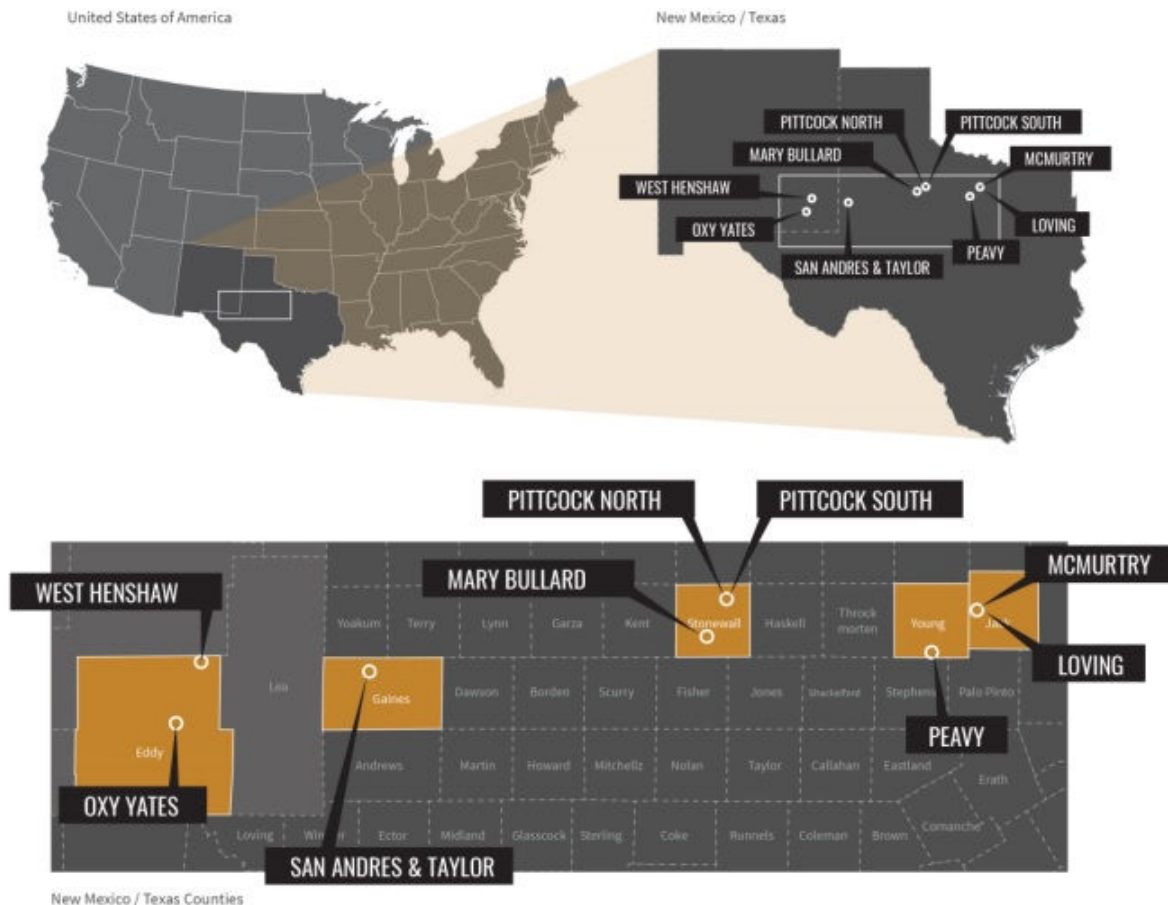 United States of America
New Mexico / Texas
PITTCOCK NORTH
PITTCOCK SOUTH
MARY BULLARD
MCMURTRY
WEST HENSHAW
OXY YATES
LOVING
PEAVY
SAN ANDRES & TAYLOR
PITTCOCK NORTH
PITTCOCK SOUTH
MARY BULLARD
MCMURTRY
WEST HENSHAW
Yoakum
Terry
Lynn
Garza
Kent
Stonewall
Haskell
Throck
morten
Young
Jack
LOVING
Lea
Gaines
Dawson
Borden
Scurry
Fisher
Jones
Shackelford
Stephens
Palo Pinto
PEAVY
Eddy
Andrews
Martin
Howard
Mitchellz
Nolan
Taylor
Callahan
Eastland
Erath
OXY YATES
Loving
Ector
Midland
Glasscock
Sterling
Coke
Runnels
Coleman
Brown
Comanche
SAN ANDRES & TAYLOR
New Mexico / Texas Counties